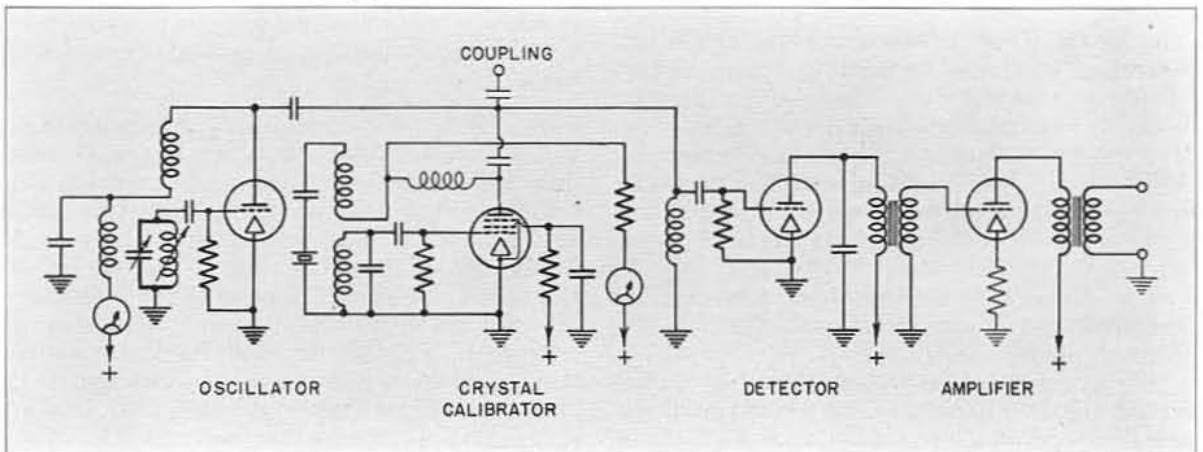 COUPLING
+
+
+
+
+
OSCILLATOR
CRYSTAL
CALIBRATOR
DETECTOR
AMPLIFIER